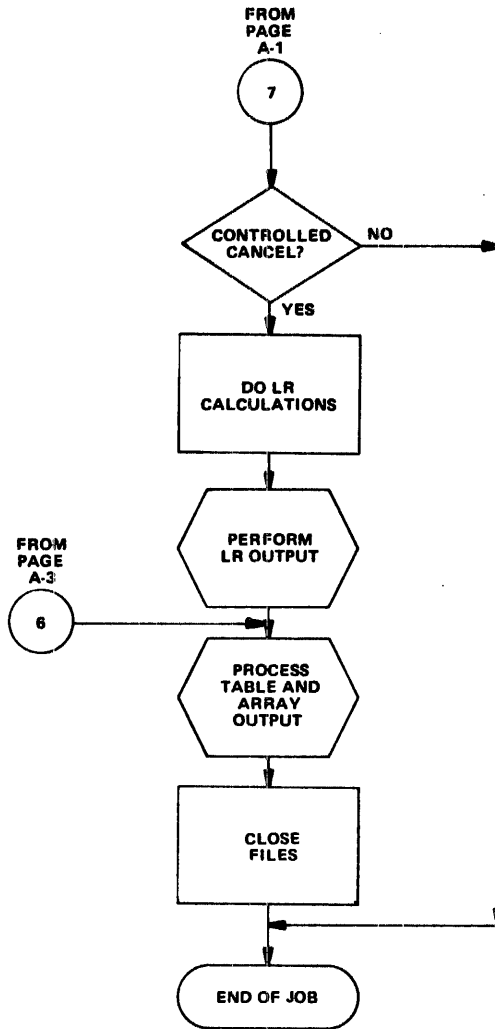 FROM
PAGE
A-1
7
CONTROLLED
CANCEL?
NO
YES
DO LR
CALCULATIONS
PERFORM
LR OUTPUT
FROM
PAGE
A-3
6
PROCESS
TABLE AND
ARRAY
OUTPUT
CLOSE
FILES
END OF JOB